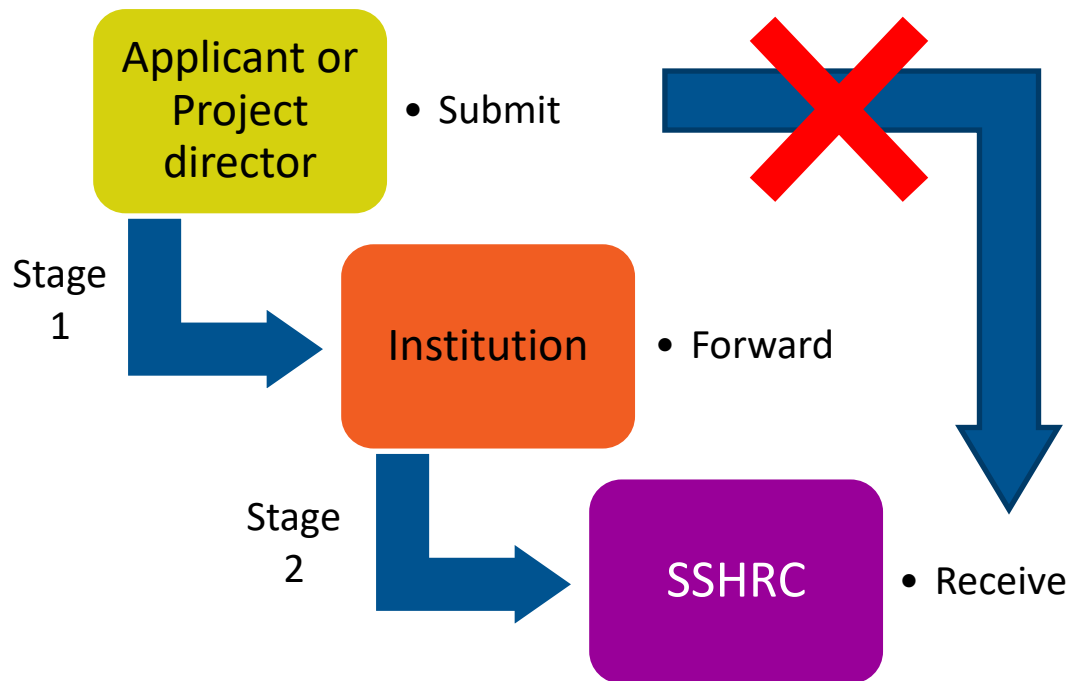 Applicant or
Project
director
• Submit
Stage
1
Institution
• Forward
Stage
2
SSHRC
• Receive